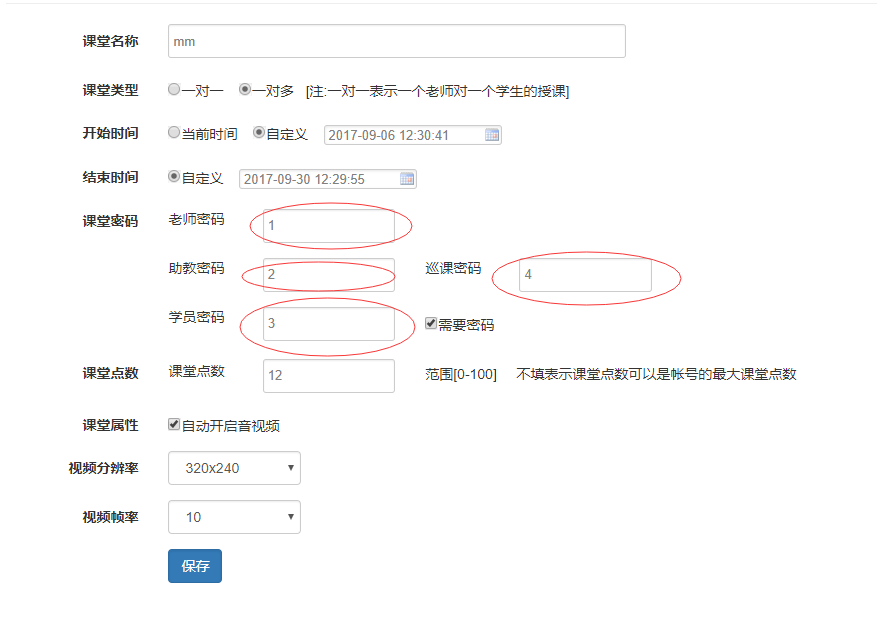 课堂名称 mm
课堂类型 一对一 一对多 [注:一对一表示一个老师对一个学生的授课]
开始时间 当前时间 自定义 2017-09-06 12:30:41
结束时间 自定义 2017-09-30 12:29:55
课堂密码 老师密码 1
助教密码 2 巡课密码 4
学员密码 3 需要密码
课堂点数 课堂点数 12 范围[0-100] 不填表示课堂点数可以是帐号的最大课堂点数
课堂属性 自动开启音视频
视频分辨率 320x240
视频帧率 10
保存